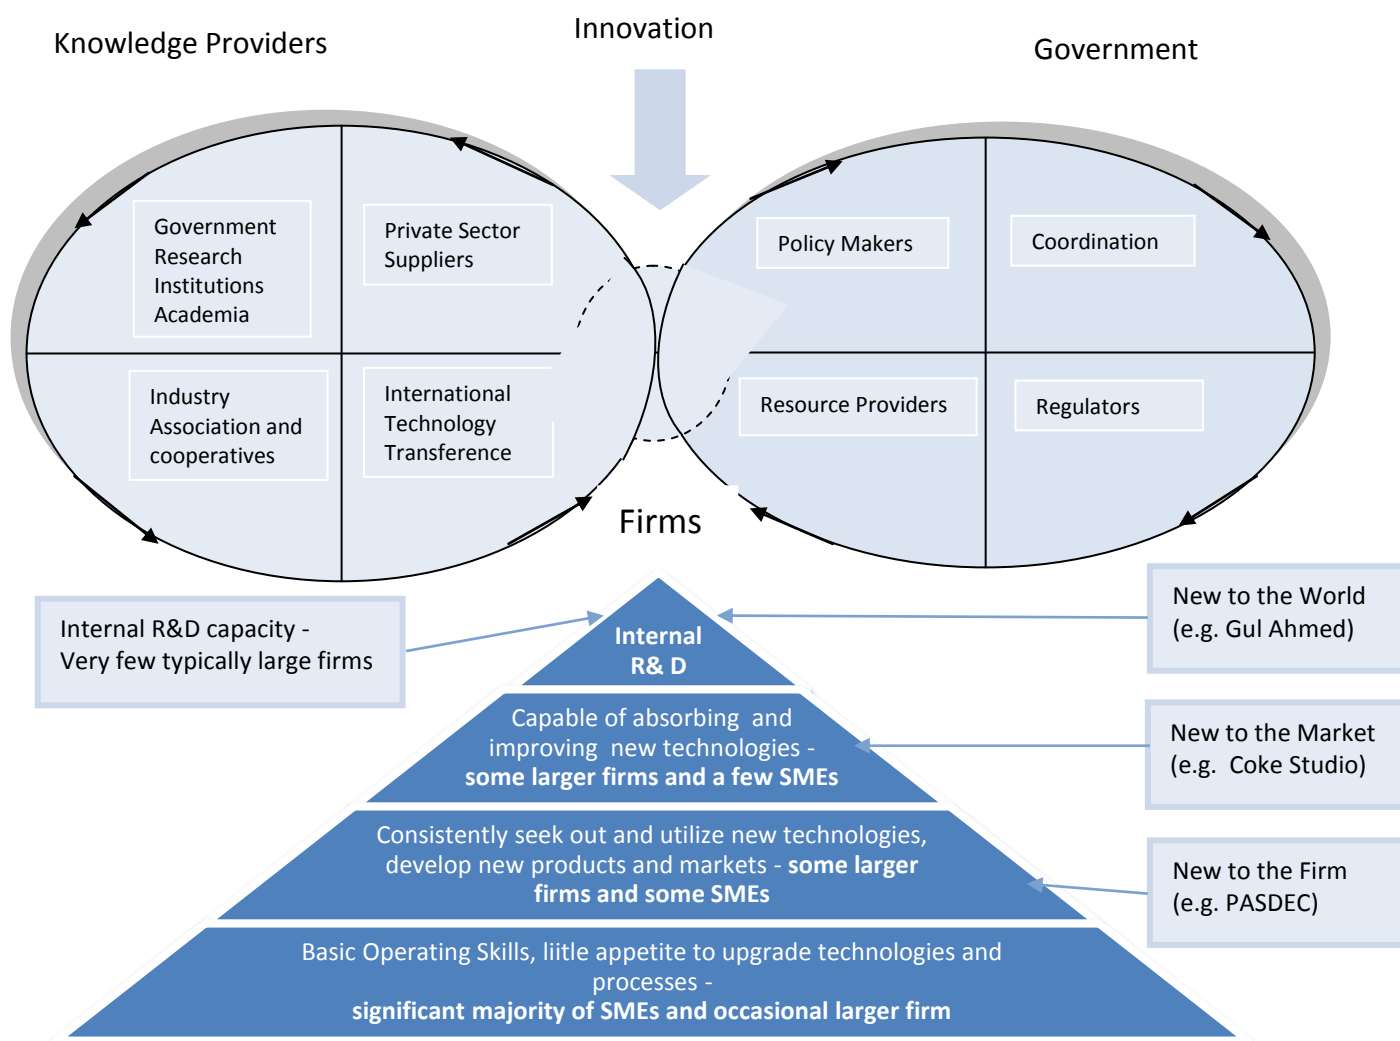 Knowledge Providers
Innovation
Government
Government
Research
Institutions
Academia
Private Sector
Suppliers
Industry
Association and
cooperatives
International
Technology
Transference
Policy Makers
Coordination
Resource Providers
Regulators
Firms
Internal R&D capacity -
Very few typically large firms
Internal
R& D
New to the World
(e.g. Gul Ahmed)
Capable of absorbing  and
improving  new technologies -
some larger firms and a few SMEs
New to the Market
(e.g.  Coke Studio)
Consistently seek out and utilize new technologies,
develop new products and markets - some larger
firms and some SMEs
New to the Firm
(e.g. PASDEC)
Basic Operating Skills, liitle appetite to upgrade technologies and
processes -
significant majority of SMEs and occasional larger firm